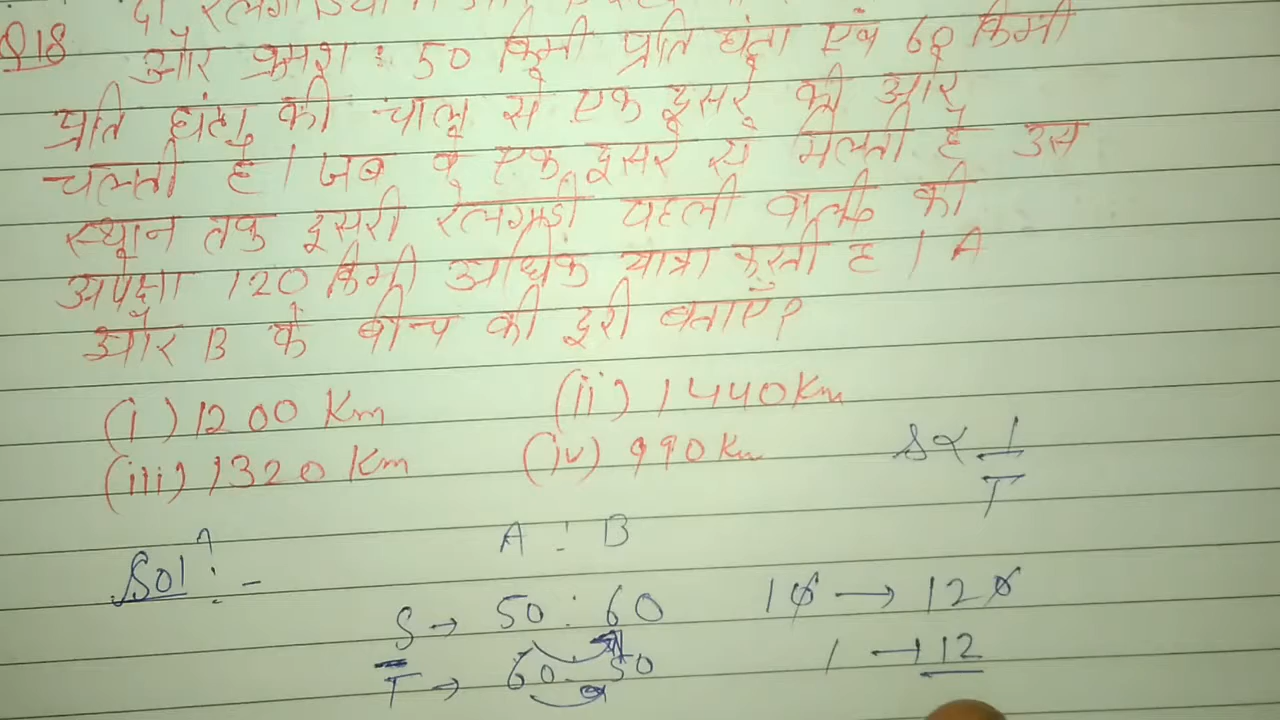 दो रेलगाड़ियाँ
Q18 और क्रमश: 50 किमी प्रति घंटा एवं 60 किमी
प्रति घंटा की चाल से एक दूसरे की ओर
चलती है। जब वे एक दूसरे से मिलती है उस
स्थान तक दूसरी रेलगाड़ी पहली वाली की
अपेक्षा 120 किमी अधिक यात्रा करती है। A
और B के बीच की दूरी बताए?
(i) 1200 Km (ii) 1440Km
(iii) 1320 Km (iv) 990 Km
S ∝ 1/T
Sol^n :- A : B
S → 50 : 60 10 → 120
T → 60 50 1 → 12